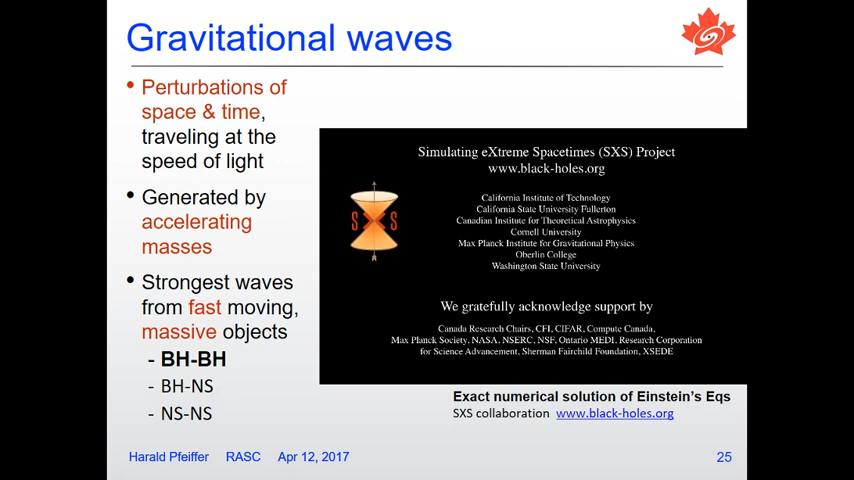 Gravitational waves
• Perturbations of
space & time,
traveling at the
speed of light
• Generated by
accelerating
masses
• Strongest waves
from fast moving,
massive objects
- BH-BH
- BH-NS
- NS-NS
Simulating eXtreme Spacetimes (SXS) Project
www.black-holes.org
SXS
California Institute of Technology
California State University Fullerton
Canadian Institute for Theoretical Astrophysics
Cornell University
Max Planck Institute for Gravitational Physics
Oberlin College
Washington State University
We gratefully acknowledge support by
Canada Research Chairs, CFI, CIFAR, Compute Canada,
Max Planck Society, NASA, NSERC, NSF, Ontario MEDI, Research Corporation
for Science Advancement, Sherman Fairchild Foundation, XSEDE
Exact numerical solution of Einstein's Eqs
SXS collaboration www.black-holes.org
Harald Pfeiffer RASC Apr 12, 2017
25